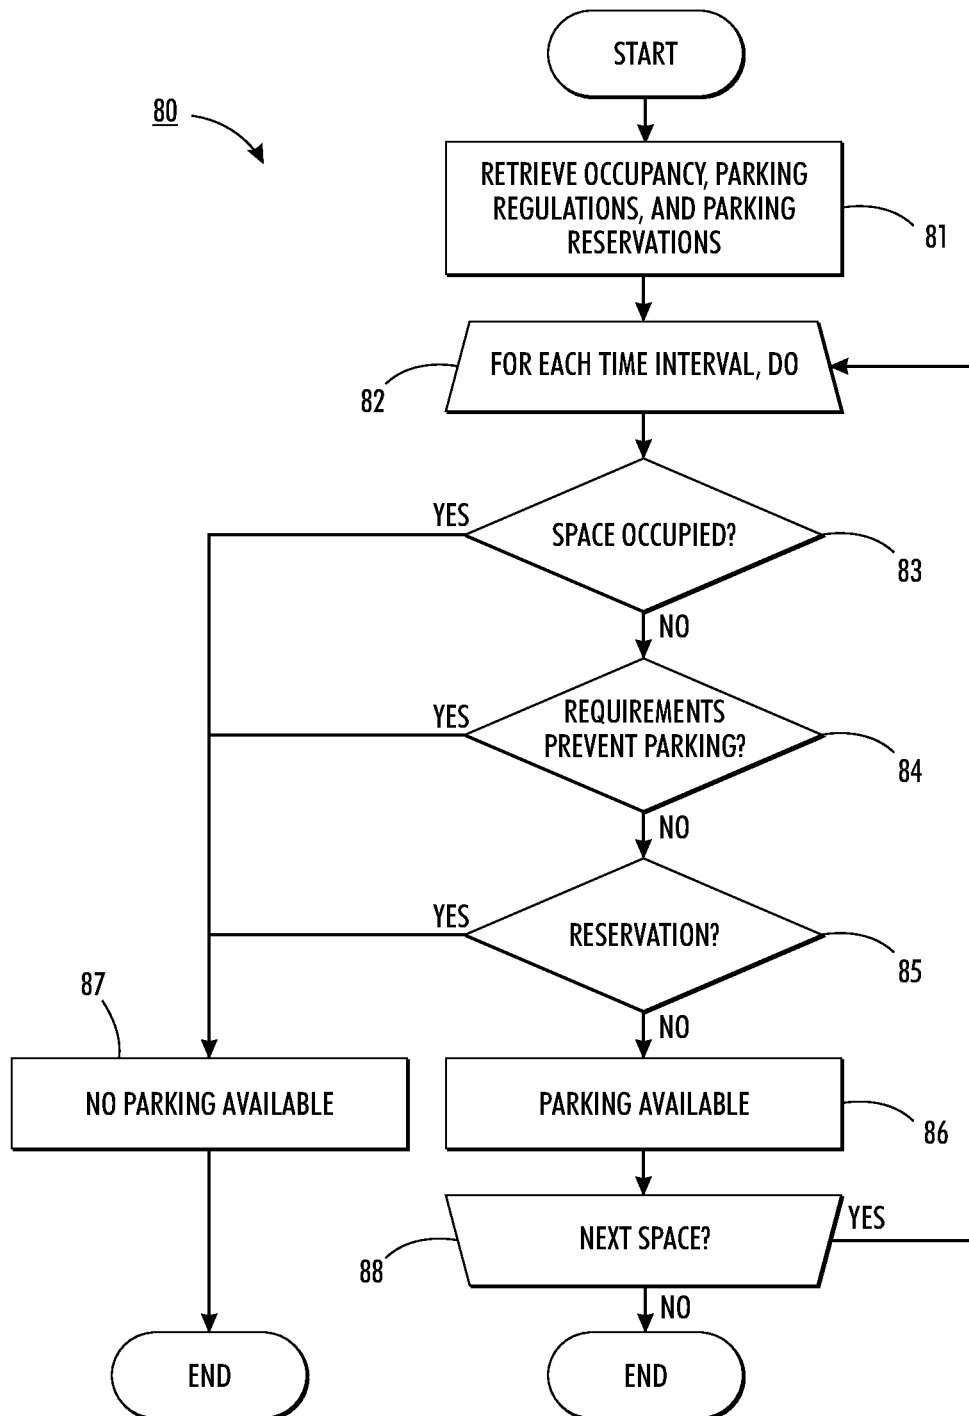 START
80
RETRIEVE OCCUPANCY, PARKING
REGULATIONS, AND PARKING
RESERVATIONS
81
FOR EACH TIME INTERVAL, DO
82
YES
SPACE OCCUPIED?
83
NO
YES
REQUIREMENTS
PREVENT PARKING?
84
NO
YES
RESERVATION?
85
NO
87
NO PARKING AVAILABLE
PARKING AVAILABLE
86
NEXT SPACE?
YES
88
NO
END
END